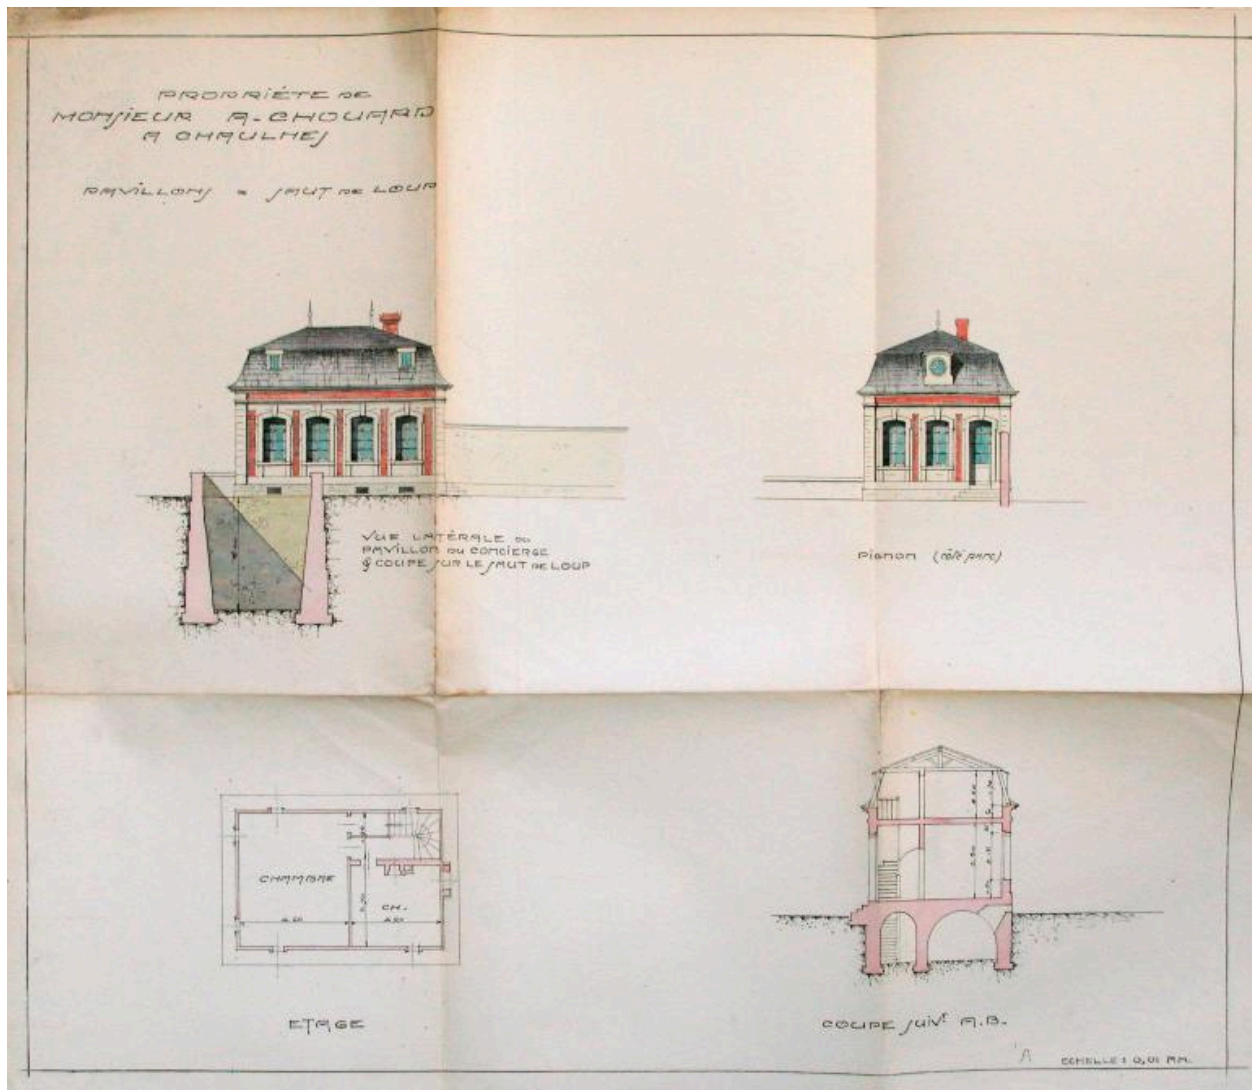 PROPRIÉTE DE
MONSIEUR A. CHOUARD
A CHAULNES
PAVILLONS = SAUT DE LOUP
VUE LATÉRALE DU
PAVILLON DU CONCIERGE
& COUPE SUR LE SAUT DE LOUP
PIGNON (côté parc)
CHAMBRE
CH.
ETAGE
COUPE SUIVt A.B.
A
ECHELLE : 0,01 P.M.